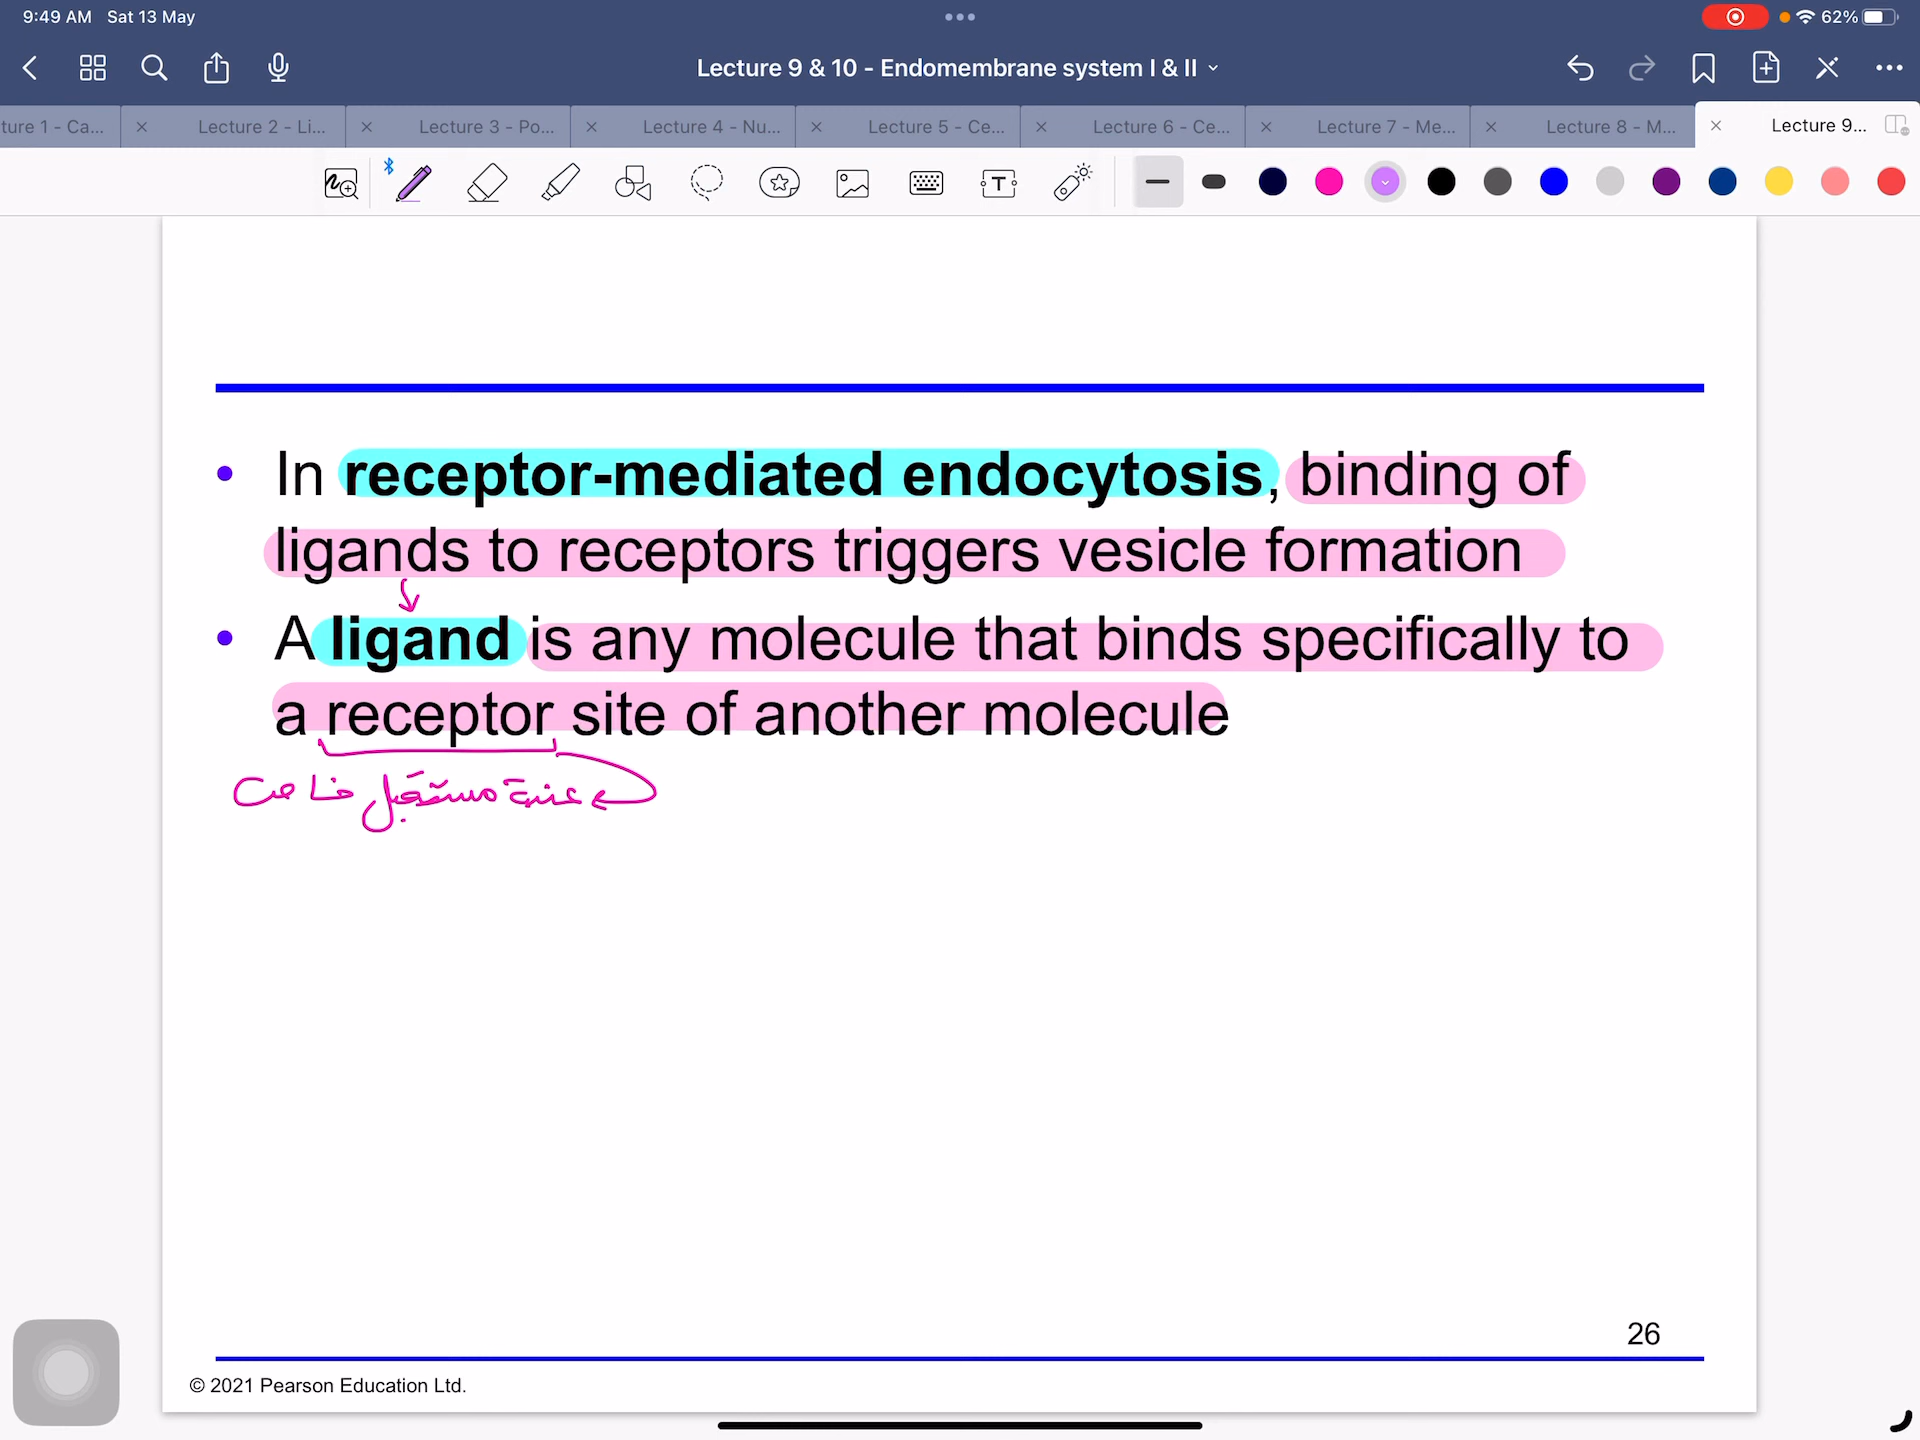 9:49 AM Sat 13 May
62%
Lecture 9 & 10 - Endomembrane system I & II
ture 1 - Ca...
Lecture 2 - Li...
Lecture 3 - Po...
Lecture 4 - Nu...
Lecture 5 - Ce...
Lecture 6 - Ce...
Lecture 7 - Me...
Lecture 8 - M...
Lecture 9...
T
• In receptor-mediated endocytosis, binding of
ligands to receptors triggers vesicle formation
• A ligand is any molecule that binds specifically to
a receptor site of another molecule
مستقبل خاص
26
© 2021 Pearson Education Ltd.